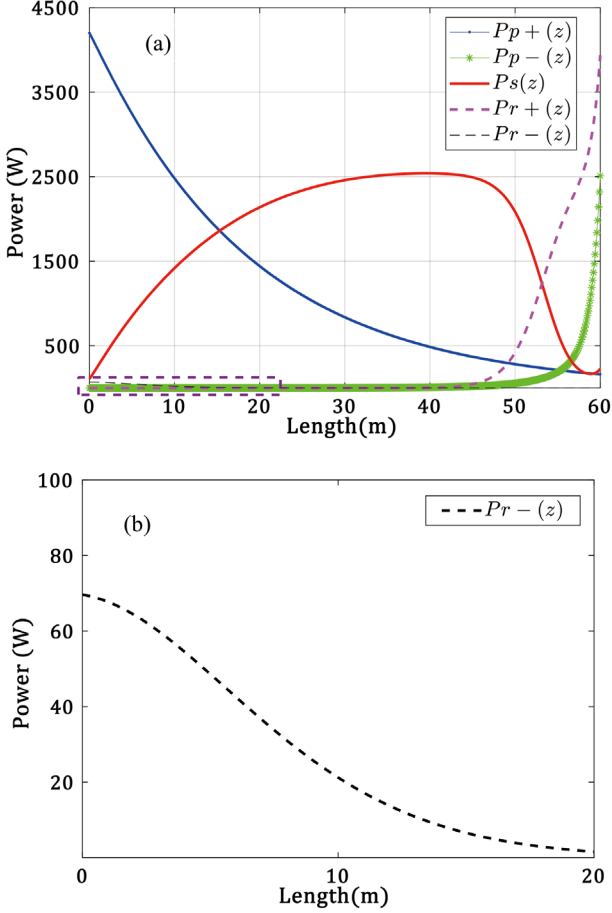 4500
3500
2500
1500
500
Power (W)
(a)
Pp + (z)
Pp − (z)
Ps(z)
Pr + (z)
Pr − (z)
0 10 20 30 40 50 60
Length(m)
100
80
60
40
20
Power (W)
(b)
Pr − (z)
0 10 20
Length(m)